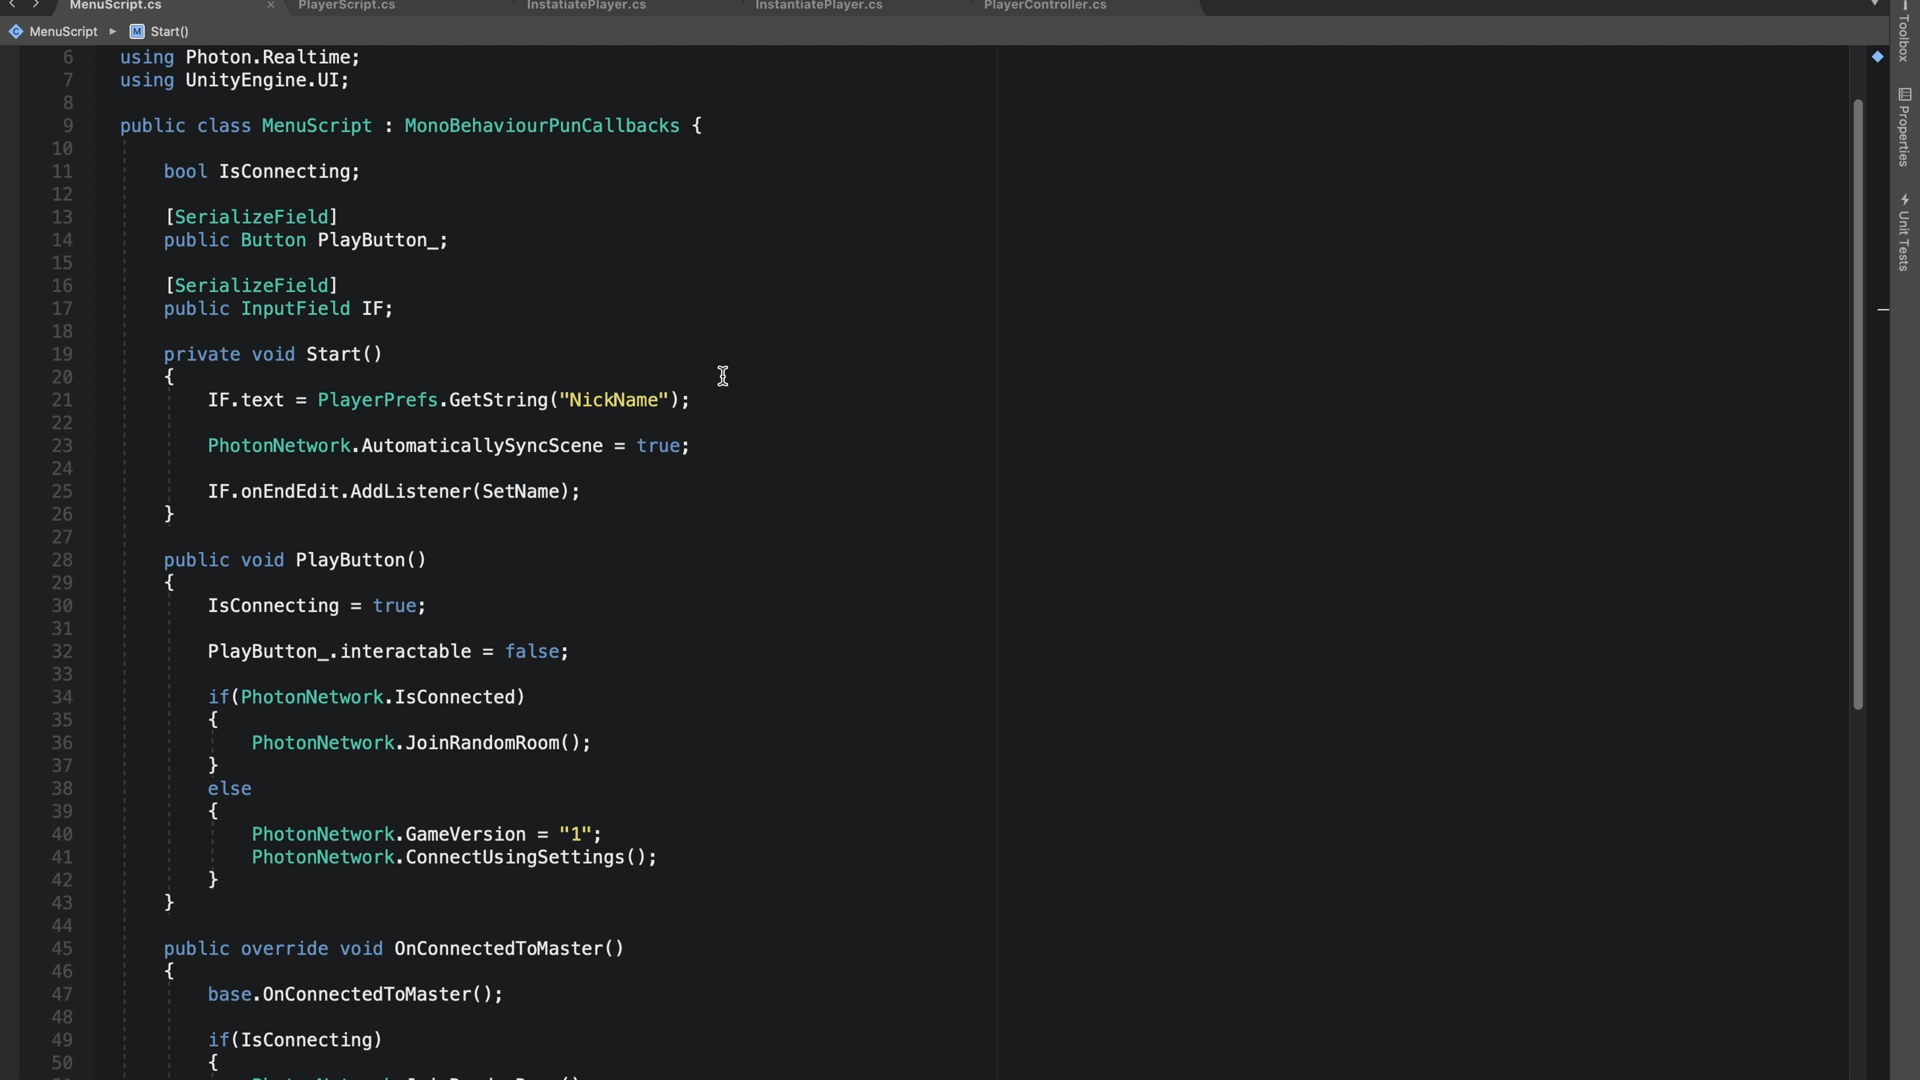 MenuScript.cs × PlayerScript.cs InstatiatePlayer.cs InstantiatePlayer.cs PlayerController.cs
MenuScript ▸ M Start()
6 using Photon.Realtime;
7 using UnityEngine.UI;
8
9 public class MenuScript : MonoBehaviourPunCallbacks {
10
11 bool IsConnecting;
12
13 [SerializeField]
14 public Button PlayButton_;
15
16 [SerializeField]
17 public InputField IF;
18
19 private void Start()
20 {
21 IF.text = PlayerPrefs.GetString("NickName");
22
23 PhotonNetwork.AutomaticallySyncScene = true;
24
25 IF.onEndEdit.AddListener(SetName);
26 }
27
28 public void PlayButton()
29 {
30 IsConnecting = true;
31
32 PlayButton_.interactable = false;
33
34 if(PhotonNetwork.IsConnected)
35 {
36 PhotonNetwork.JoinRandomRoom();
37 }
38 else
39 {
40 PhotonNetwork.GameVersion = "1";
41 PhotonNetwork.ConnectUsingSettings();
42 }
43 }
44
45 public override void OnConnectedToMaster()
46 {
47 base.OnConnectedToMaster();
48
49 if(IsConnecting)
50 {
Toolbox
Properties
Unit Tests